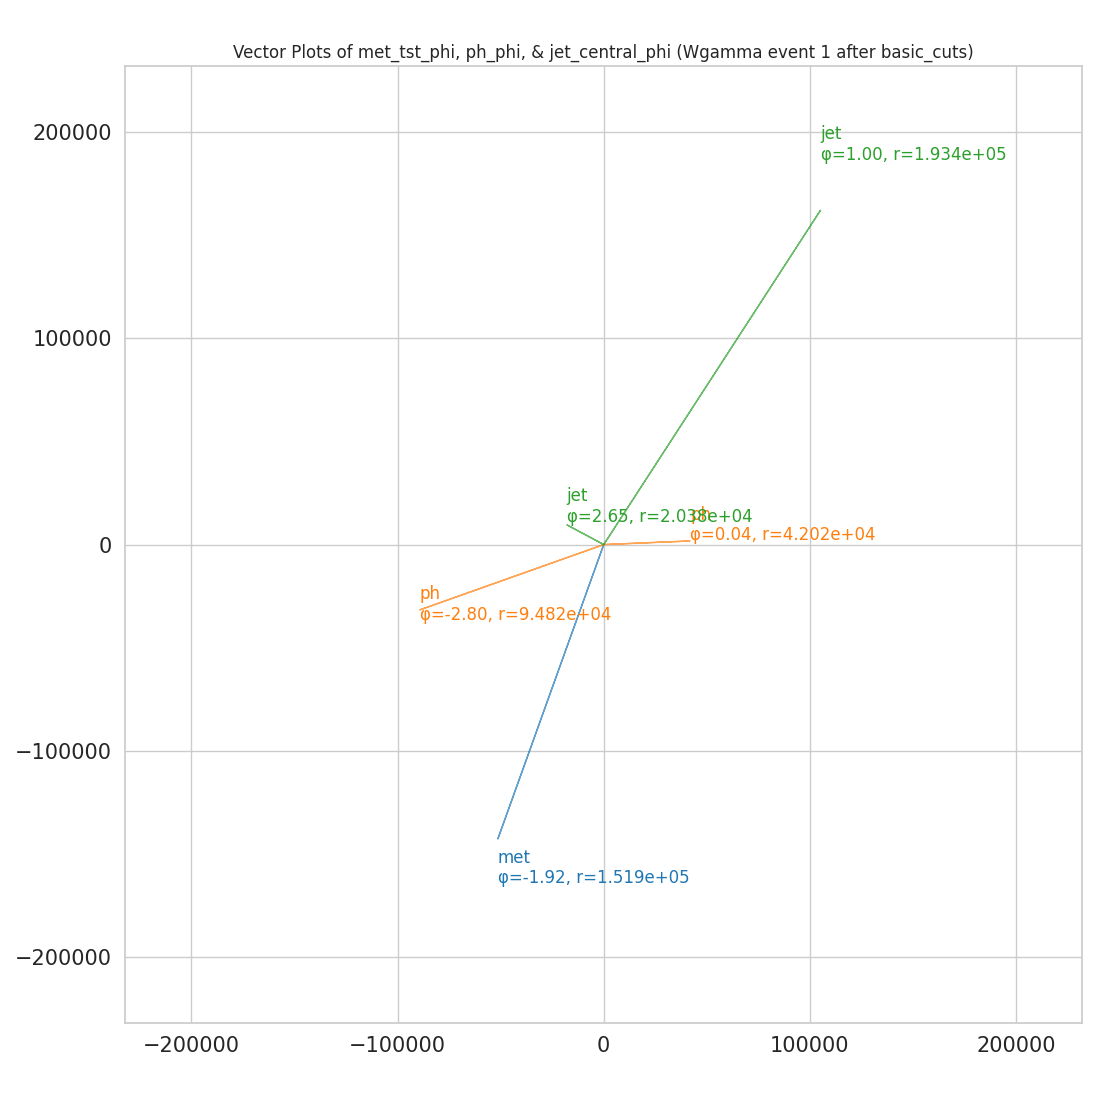 Vector Plots of met_tst_phi, ph_phi, & jet_central_phi (Wgamma event 1 after basic_cuts)
200000
jet
φ=1.00, r=1.934e+05
100000
jet
φ=2.65, r=2.038e+04
ph
φ=0.04, r=4.202e+04
0
ph
φ=-2.80, r=9.482e+04
−100000
met
φ=-1.92, r=1.519e+05
−200000
−200000
−100000
0
100000
200000